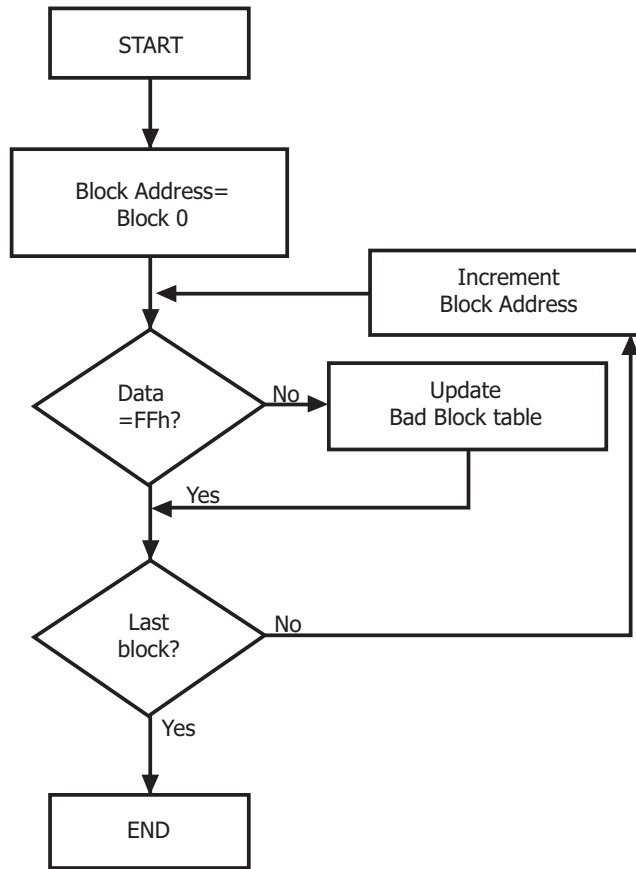 START
Block Address=
Block 0
Increment
Block Address
Data
=FFh?
No
Update
Bad Block table
Yes
Last
block?
No
Yes
END